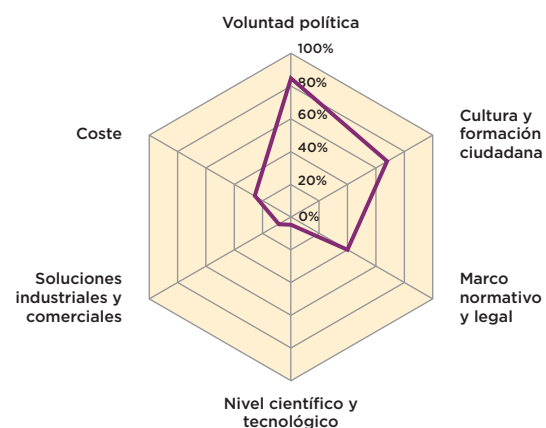 Voluntad política
100%
80%
60%
40%
20%
0%
Cultura y
formación
ciudadana
Marco
normativo
y legal
Nivel científico y
tecnológico
Soluciones
industriales y
comerciales
Coste